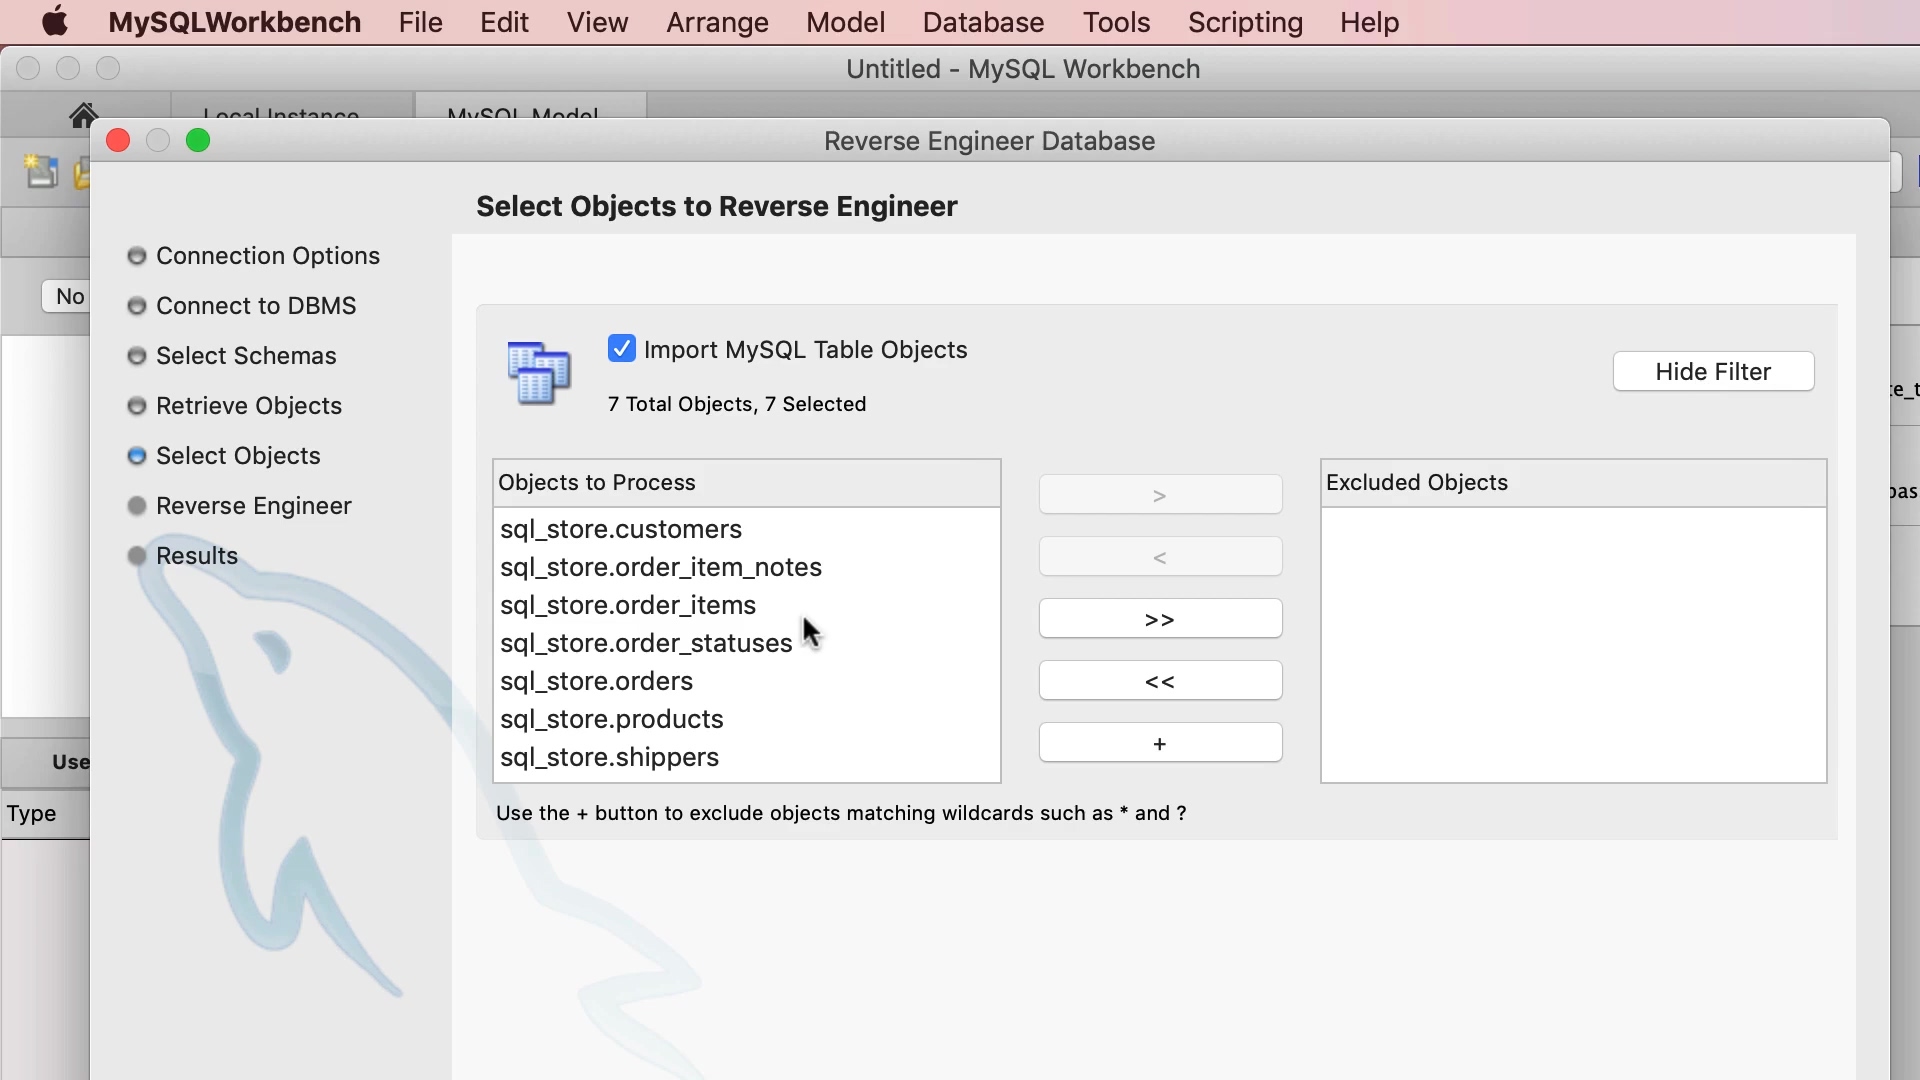 MySQLWorkbench File Edit View Arrange Model Database Tools Scripting Help
Untitled - MySQL Workbench
Local Instance MySQL Model
Reverse Engineer Database
Select Objects to Reverse Engineer
Connection Options
Connect to DBMS
Select Schemas
Retrieve Objects
Select Objects
Reverse Engineer
Results
No
Import MySQL Table Objects
7 Total Objects, 7 Selected
Hide Filter
Objects to Process
sql_store.customers
sql_store.order_item_notes
sql_store.order_items
sql_store.order_statuses
sql_store.orders
sql_store.products
sql_store.shippers
>
<
>>
<<
+
Excluded Objects
Use the + button to exclude objects matching wildcards such as * and ?
Use
Type